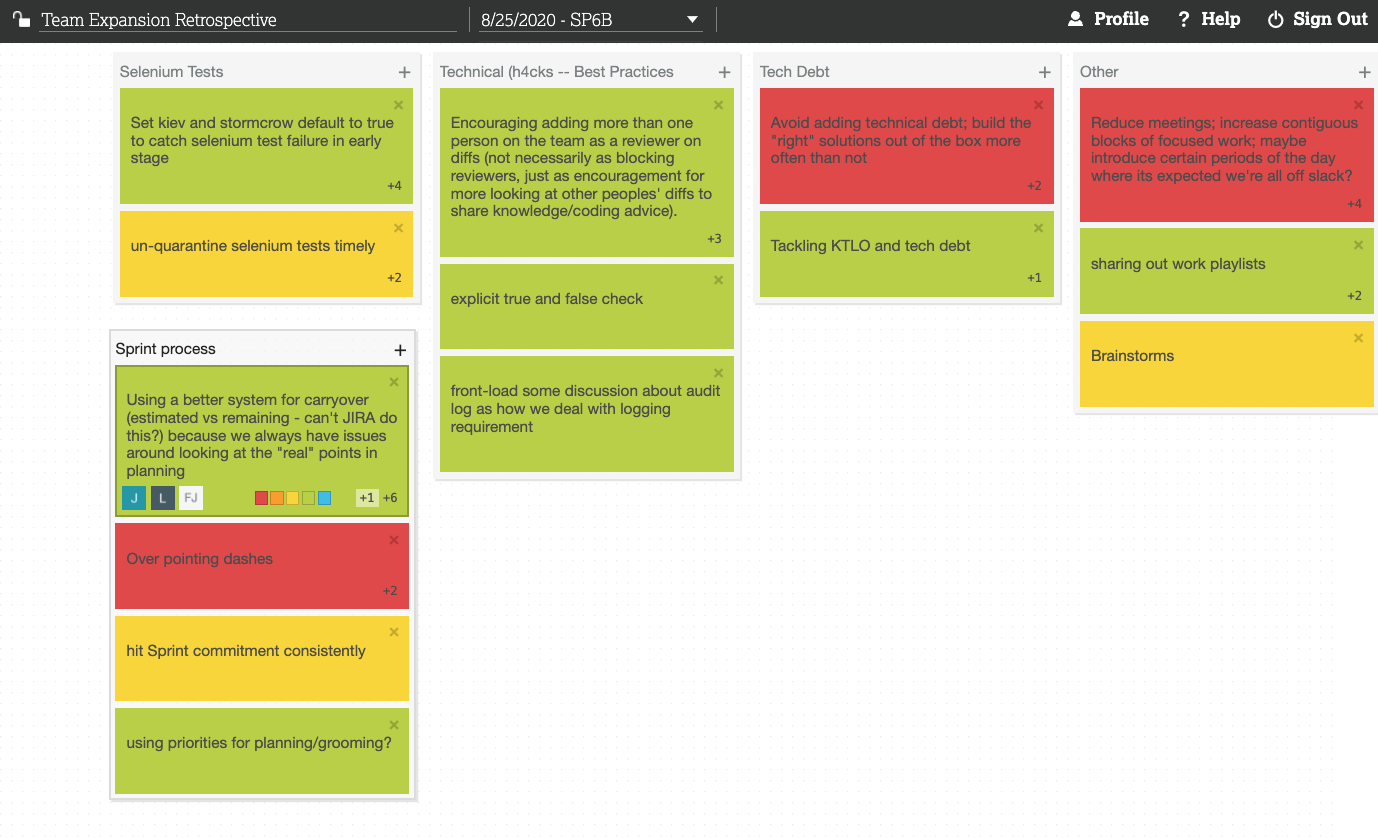 Team Expansion Retrospective
8/25/2020 - SP6B
Profile
? Help
Sign Out
Selenium Tests
Set kiev and stormcrow default to true
to catch selenium test failure in early
stage
+4
un-quarantine selenium tests timely
+2
Technical (h4cks -- Best Practices
Encouraging adding more than one
person on the team as a reviewer on
diffs (not necessarily as blocking
reviewers, just as encouragement for
more looking at other peoples' diffs to
share knowledge/coding advice).
+3
explicit true and false check
front-load some discussion about audit
log as how we deal with logging
requirement
Tech Debt
Avoid adding technical debt; build the
"right" solutions out of the box more
often than not
+2
Tackling KTLO and tech debt
+1
Other
Reduce meetings; increase contiguous
blocks of focused work; maybe
introduce certain periods of the day
where its expected we're all off slack?
+4
sharing out work playlists
+2
Brainstorms
Sprint process
Using a better system for carryover
(estimated vs remaining - can't JIRA do
this?) because we always have issues
around looking at the "real" points in
planning
J L FJ +1 +6
Over pointing dashes
+2
hit Sprint commitment consistently
using priorities for planning/grooming?